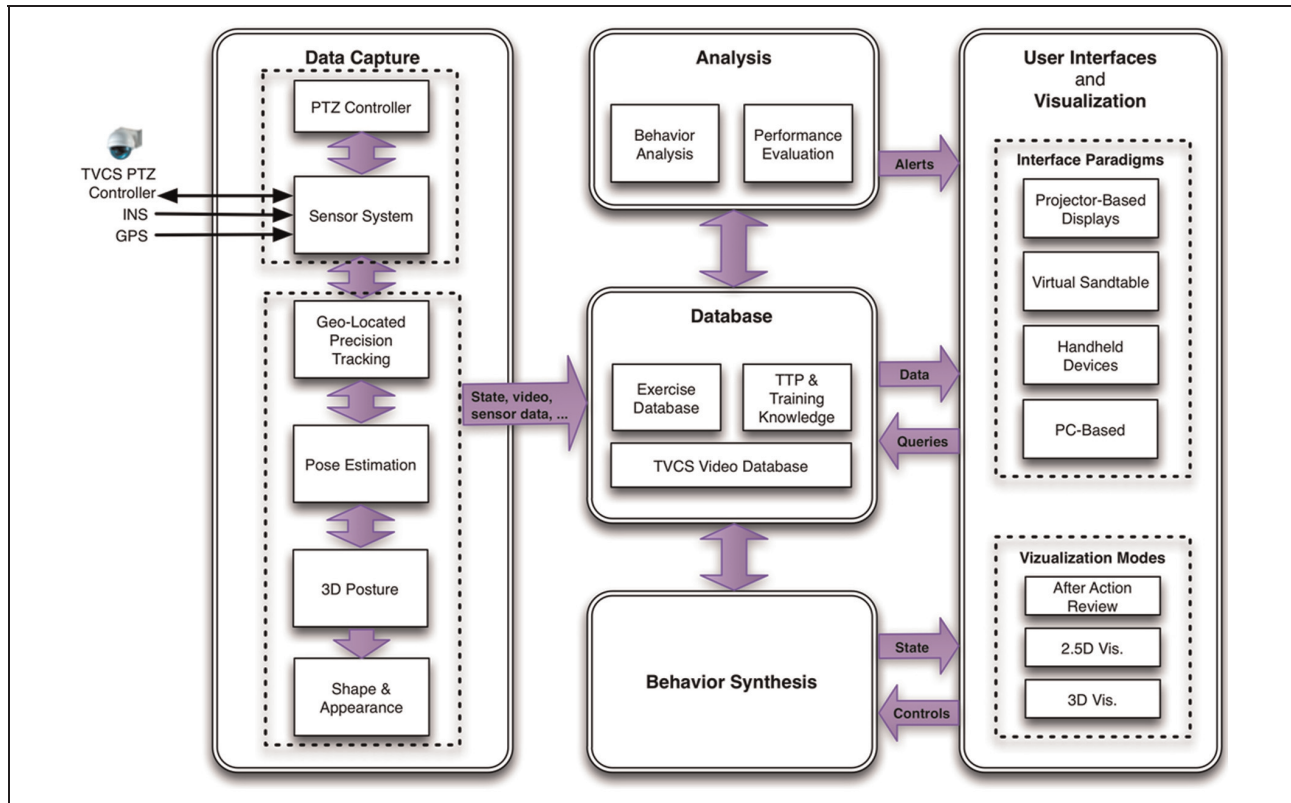 Data Capture
PTZ Controller
TVCS PTZ
Controller
INS
GPS
Sensor System
Geo-Located
Precision
Tracking
Pose Estimation
3D Posture
Shape &
Appearance
State, video,
sensor data, ...
Analysis
Behavior
Analysis
Performance
Evaluation
Alerts
Database
Exercise
Database
TTP &
Training
Knowledge
TVCS Video Database
Data
Queries
Behavior Synthesis
State
Controls
User Interfaces
and
Visualization
Interface Paradigms
Projector-Based
Displays
Virtual Sandtable
Handheld
Devices
PC-Based
Vizualization Modes
After Action
Review
2.5D Vis.
3D Vis.